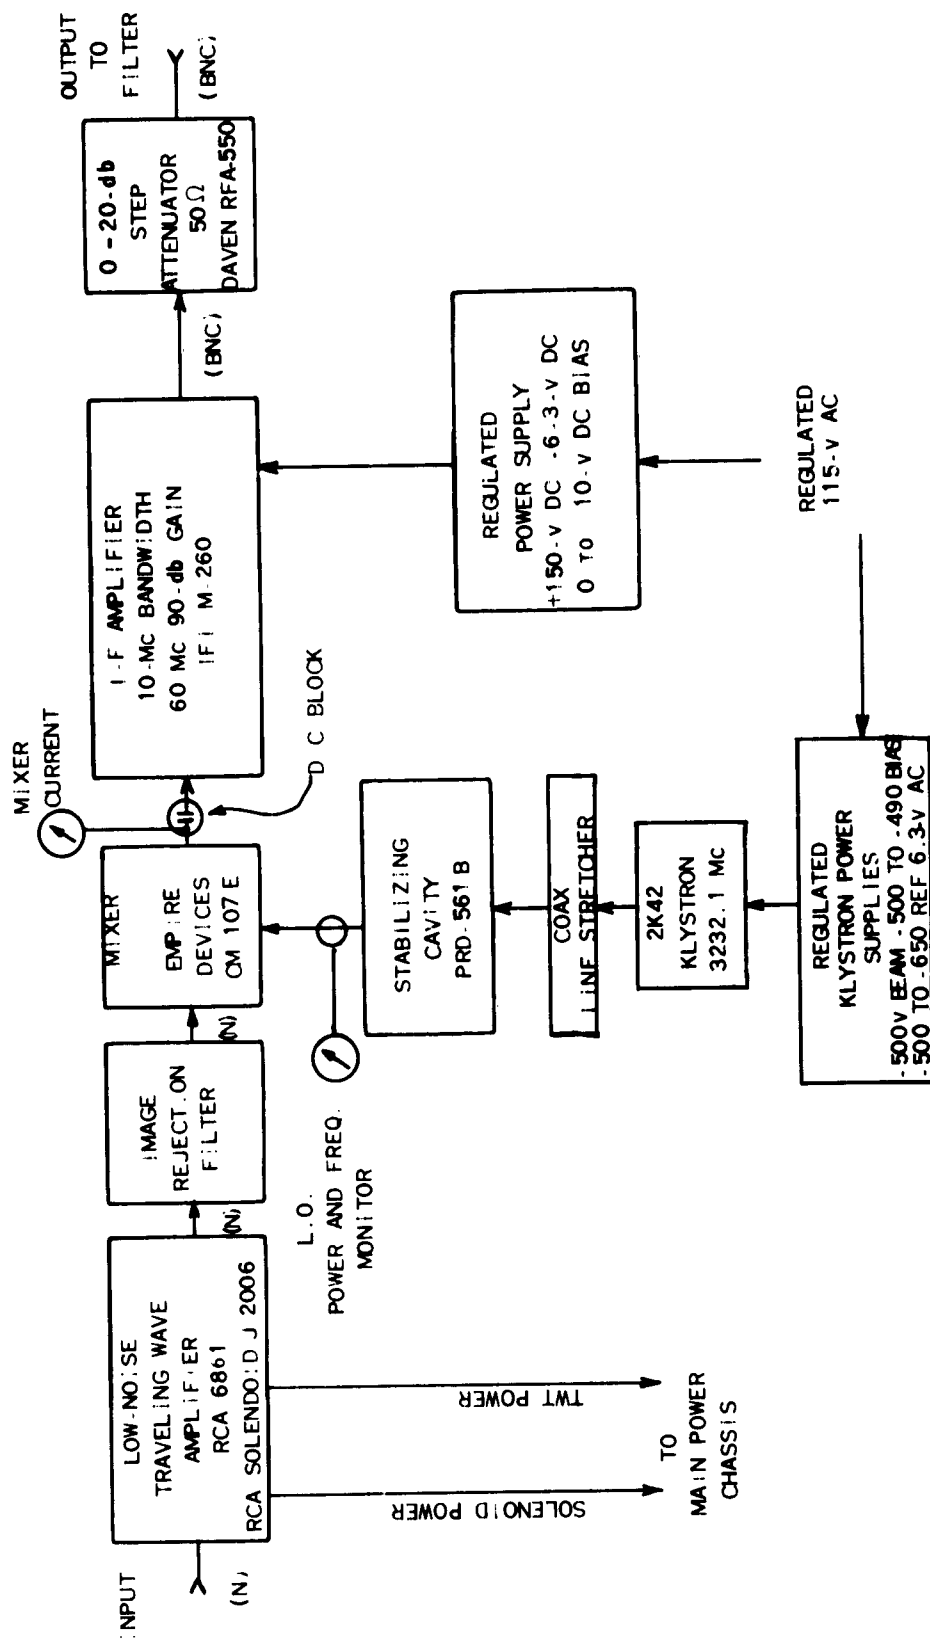 INPUT
(N)
LOW-NOISE
TRAVELING WAVE
AMPLIFIER
RCA 6861
RCA SOLENDOID J 2006
(N)
SOLENOID POWER
TWT POWER
TO
MAIN POWER
CHASSIS
IMAGE
REJECTION
FILTER
(N)
L.O.
POWER AND FREQ.
MONITOR
MIXER
EMPIRE
DEVICES
CM 107 E
MIXER
CURRENT
D C BLOCK
STABILIZING
CAVITY
PRD-561 B
COAX
LINE STRETCHER
2K42
KLYSTRON
3232.1 Mc
REGULATED
KLYSTRON POWER
SUPPLIES
-500V BEAM -500 TO -490 BIAS
-500 TO -650 REF 6.3-V AC
I-F AMPLIFIER
10-Mc BANDWIDTH
60 Mc 90-db GAIN
IFI M-260
(BNC)
REGULATED
POWER SUPPLY
+150-V DC -6-3-V DC
0 TO 10-V DC BIAS
REGULATED
115-V AC
0-20-db
STEP
ATTENUATOR
50Ω
DAVEN RFA-550
OUTPUT
TO
FILTER
(BNC)